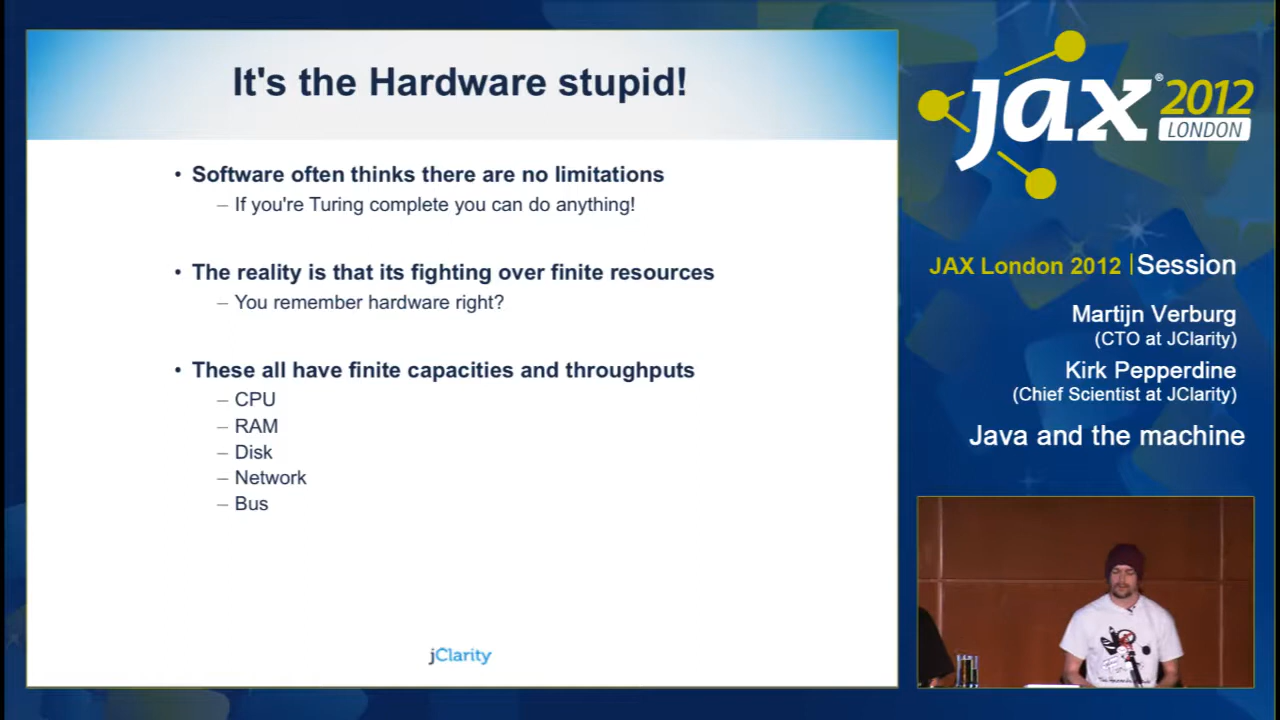 It's the Hardware stupid!
• Software often thinks there are no limitations
– If you're Turing complete you can do anything!
• The reality is that its fighting over finite resources
– You remember hardware right?
• These all have finite capacities and throughputs
– CPU
– RAM
– Disk
– Network
– Bus
jClarity
jax® 2012
LONDON
JAX London 2012 | Session
Martijn Verburg
(CTO at JClarity)
Kirk Pepperdine
(Chief Scientist at JClarity)
Java and the machine